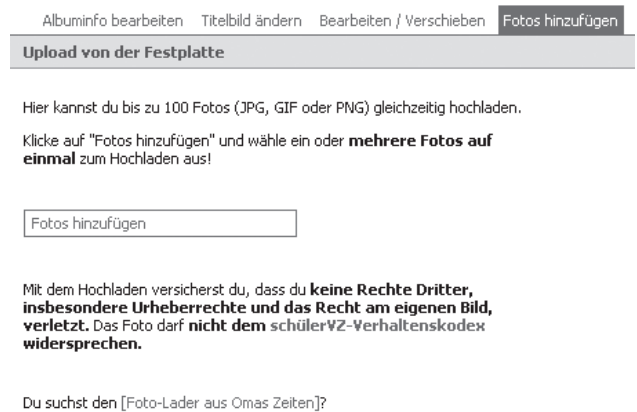 Albuminfo bearbeiten Titelbild ändern Bearbeiten / Verschieben Fotos hinzufügen
Upload von der Festplatte
Hier kannst du bis zu 100 Fotos (JPG, GIF oder PNG) gleichzeitig hochladen.
Klicke auf "Fotos hinzufügen" und wähle ein oder mehrere Fotos auf
einmal zum Hochladen aus!
Fotos hinzufügen
Mit dem Hochladen versicherst du, dass du keine Rechte Dritter,
insbesondere Urheberrechte und das Recht am eigenen Bild,
verletzt. Das Foto darf nicht dem schülerVZ-Verhaltenskodex
widersprechen.
Du suchst den [Foto-Lader aus Omas Zeiten]?